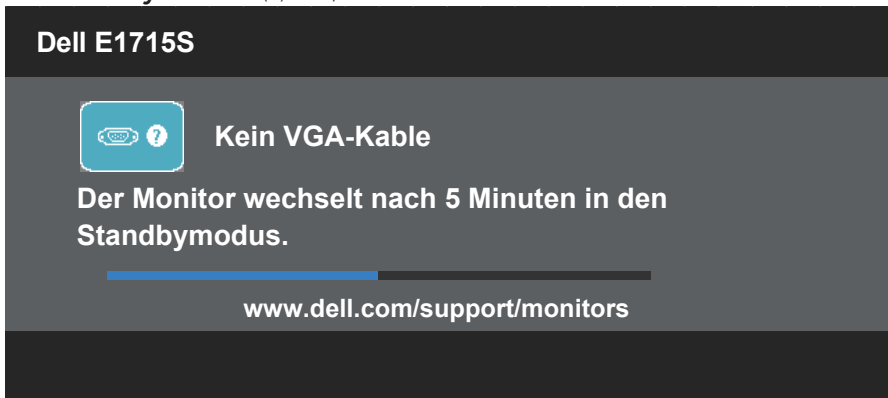 Dell E1715S
Kein VGA-Kable
Der Monitor wechselt nach 5 Minuten in den
Standbymodus.
www.dell.com/support/monitors